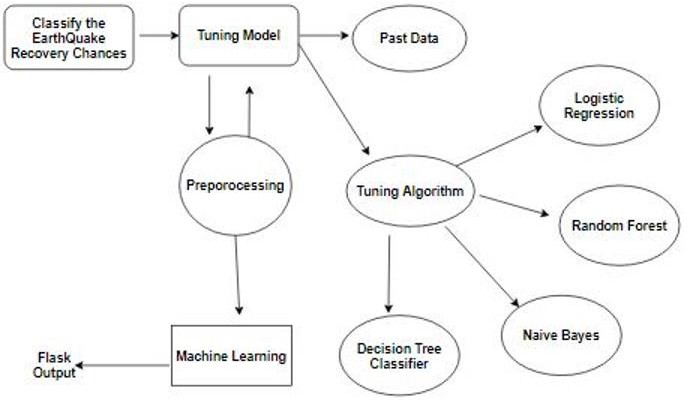 Classify the
EarthQuake
Recovery Chances
Tuning Model
Past Data
Logistic
Regression
Preporocessing
Tuning Algorithm
Random Forest
Naive Bayes
Decision Tree
Classifier
Machine Learning
Flask
Output